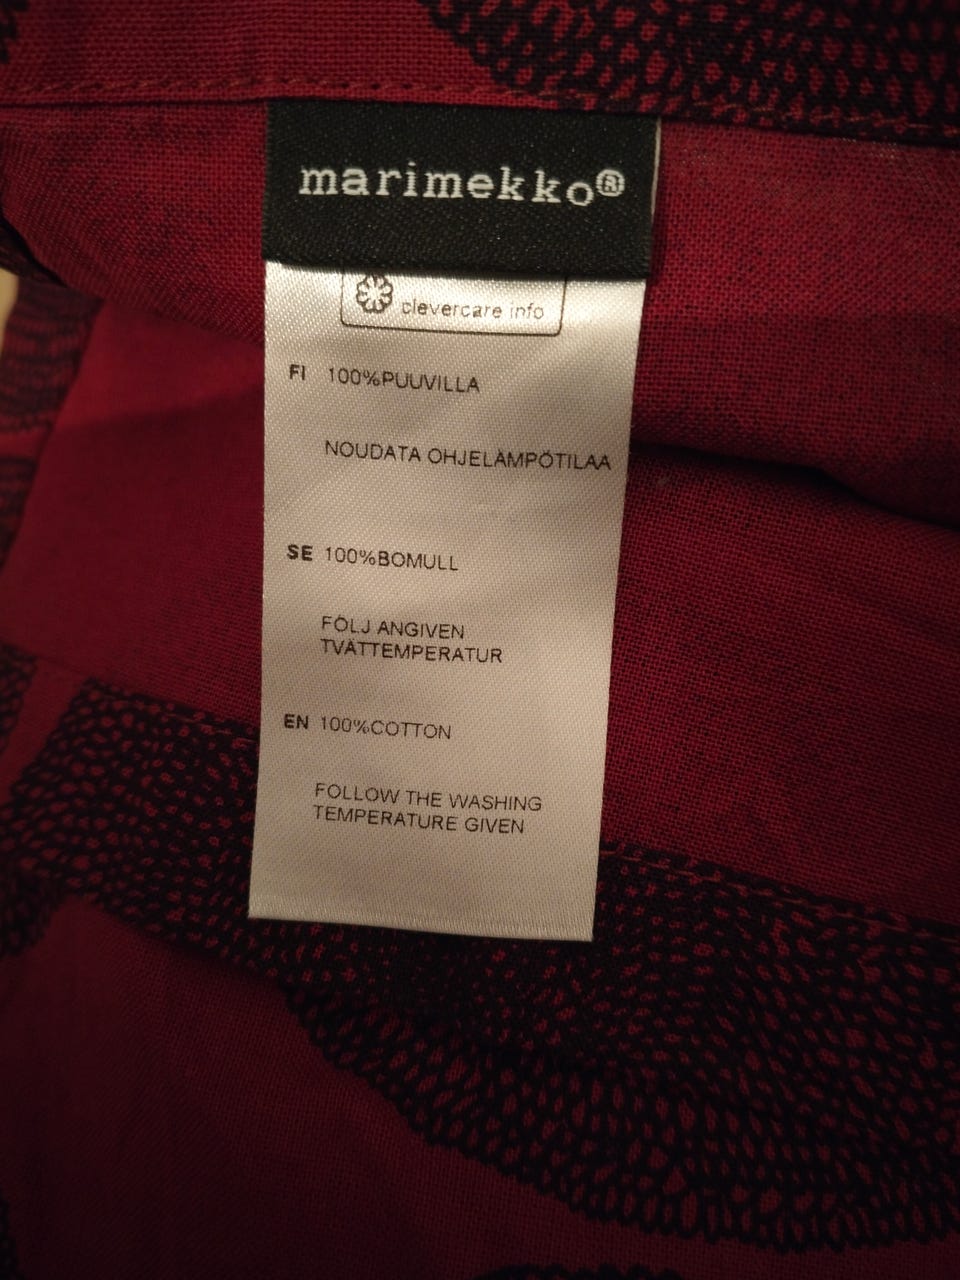 marimekko®
clevercare info
FI 100%PUUVILLA
NOUDATA OHJELÄMPÖTILAA
SE 100%BOMULL
FÖLJ ANGIVEN
TVÄTTEMPERATUR
EN 100%COTTON
FOLLOW THE WASHING
TEMPERATURE GIVEN